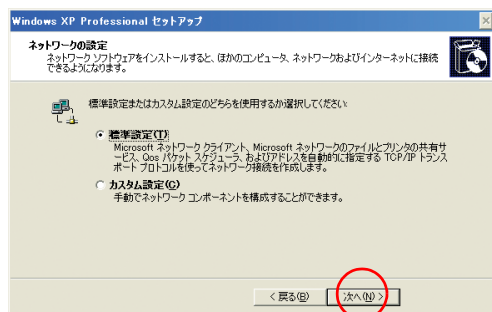 Windows XP Professional セットアップ
ネットワークの設定
ネットワーク ソフトウェアをインストールすると、ほかのコンピュータ、ネットワークおよびインターネットに接続
できるようになります。
標準設定またはカスタム設定のどちらを使用するか選択してください:
標準設定(T)
Microsoft ネットワーク クライアント、Microsoft ネットワークのファイルとプリンタの共有サ
ービス、Qos パケット スケジューラ、およびアドレスを自動的に指定する TCP/IP トランス
ポート プロトコルを使ってネットワーク接続を作成します。
カスタム設定(C)
手動でネットワーク コンポーネントを構成することができます。
< 戻る(B) 次へ(N) >